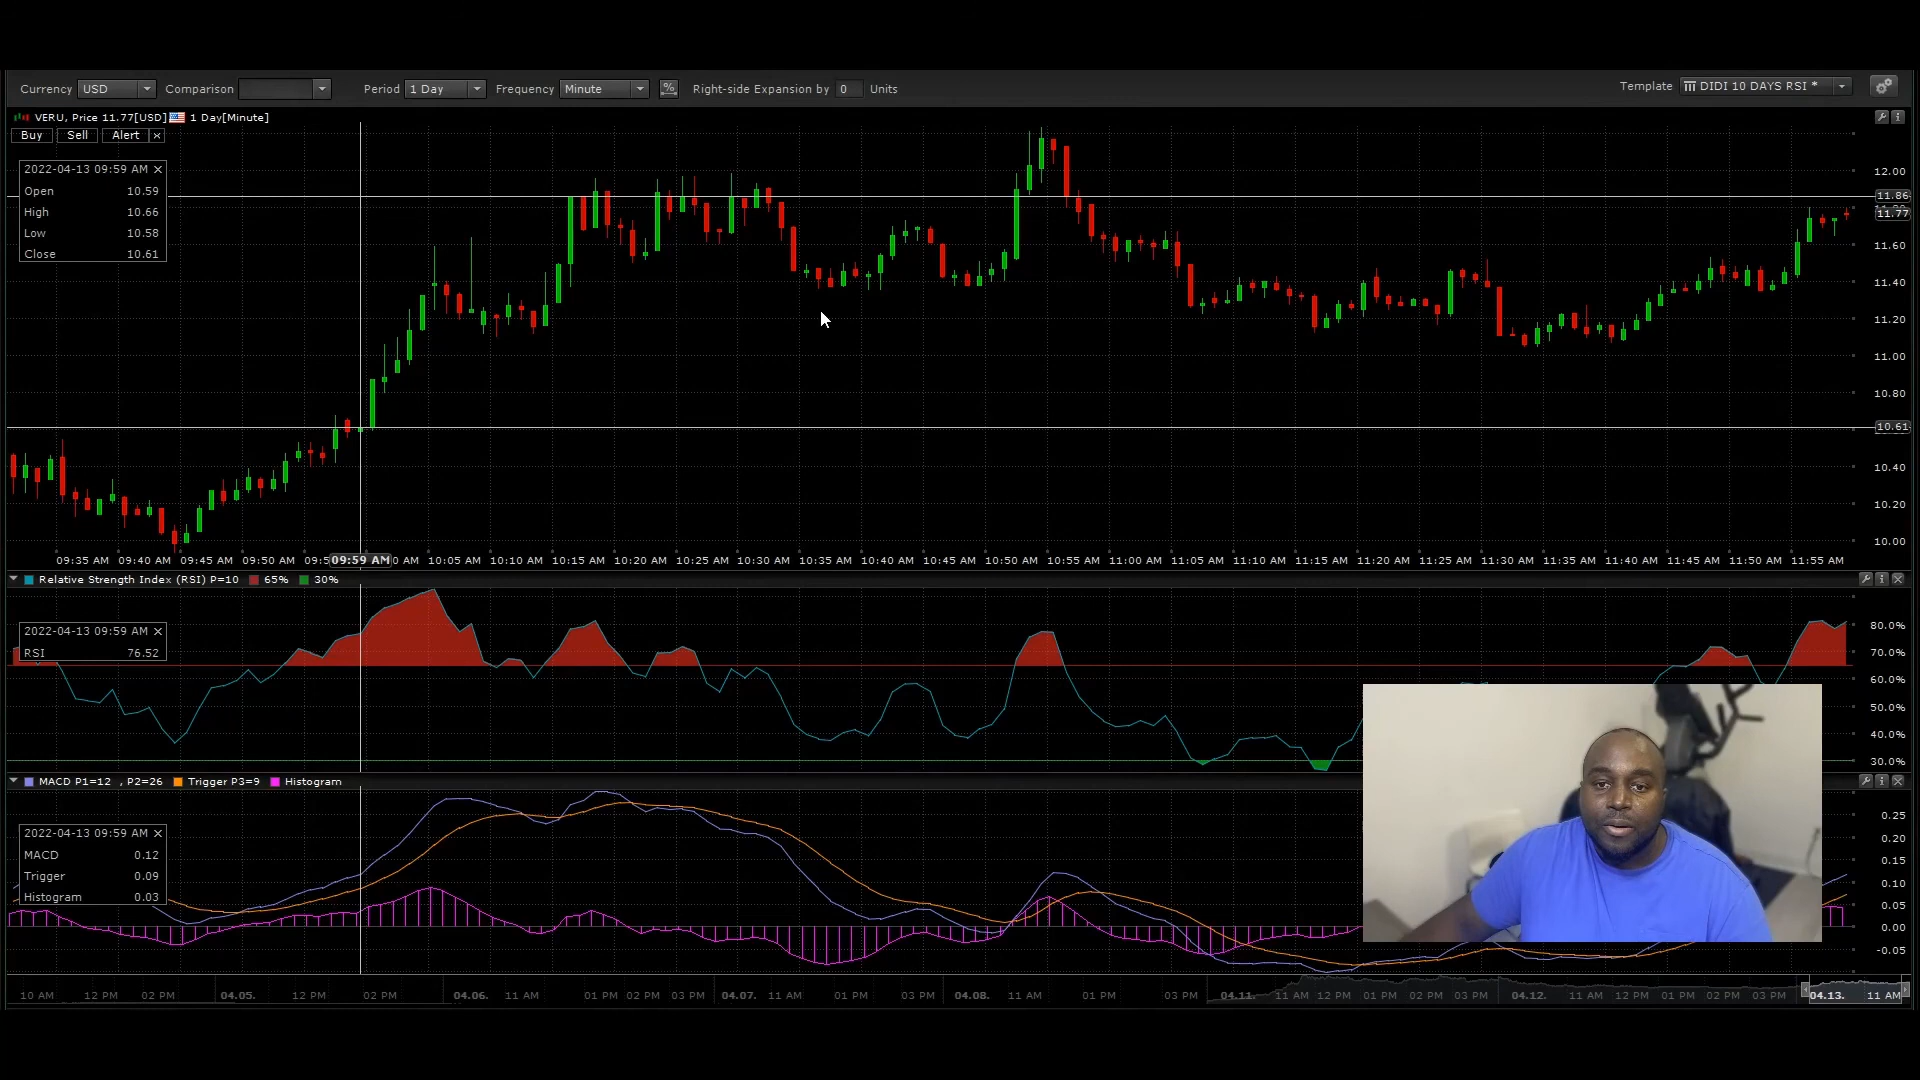 Currency USD Comparison Period 1 Day Frequency Minute % Right-side Expansion by 0 Units Template DIDI 10 DAYS RSI *
VERU, Price 11.77[USD] 1 Day[Minute]
Buy Sell Alert
2022-04-13 09:59 AM
Open 10.59
High 10.66
Low 10.58
Close 10.61
12.00
11.86
11.77
11.60
11.40
11.20
11.00
10.80
10.61
10.40
10.20
10.00
09:35 AM 09:40 AM 09:45 AM 09:50 AM 09:5 09:59 AM 0 AM 10:05 AM 10:10 AM 10:15 AM 10:20 AM 10:25 AM 10:30 AM 10:35 AM 10:40 AM 10:45 AM 10:50 AM 10:55 AM 11:00 AM 11:05 AM 11:10 AM 11:15 AM 11:20 AM 11:25 AM 11:30 AM 11:35 AM 11:40 AM 11:45 AM 11:50 AM 11:55 AM
Relative Strength Index (RSI) P=10 65% 30%
2022-04-13 09:59 AM
RSI 76.52
80.0%
70.0%
60.0%
50.0%
40.0%
30.0%
MACD P1=12 , P2=26 Trigger P3=9 Histogram
2022-04-13 09:59 AM
MACD 0.12
Trigger 0.09
Histogram 0.03
0.25
0.20
0.15
0.10
0.05
0.00
-0.05
10 AM 12 PM 02 PM 04.05. 12 PM 02 PM 04.06. 11 AM 01 PM 02 PM 03 PM 04.07. 11 AM 01 PM 03 PM 04.08. 11 AM 01 PM 03 PM 04.11. 11 AM 12 PM 01 PM 02 PM 03 PM 04.12. 11 AM 12 PM 01 PM 02 PM 03 PM 04.13. 11 AM